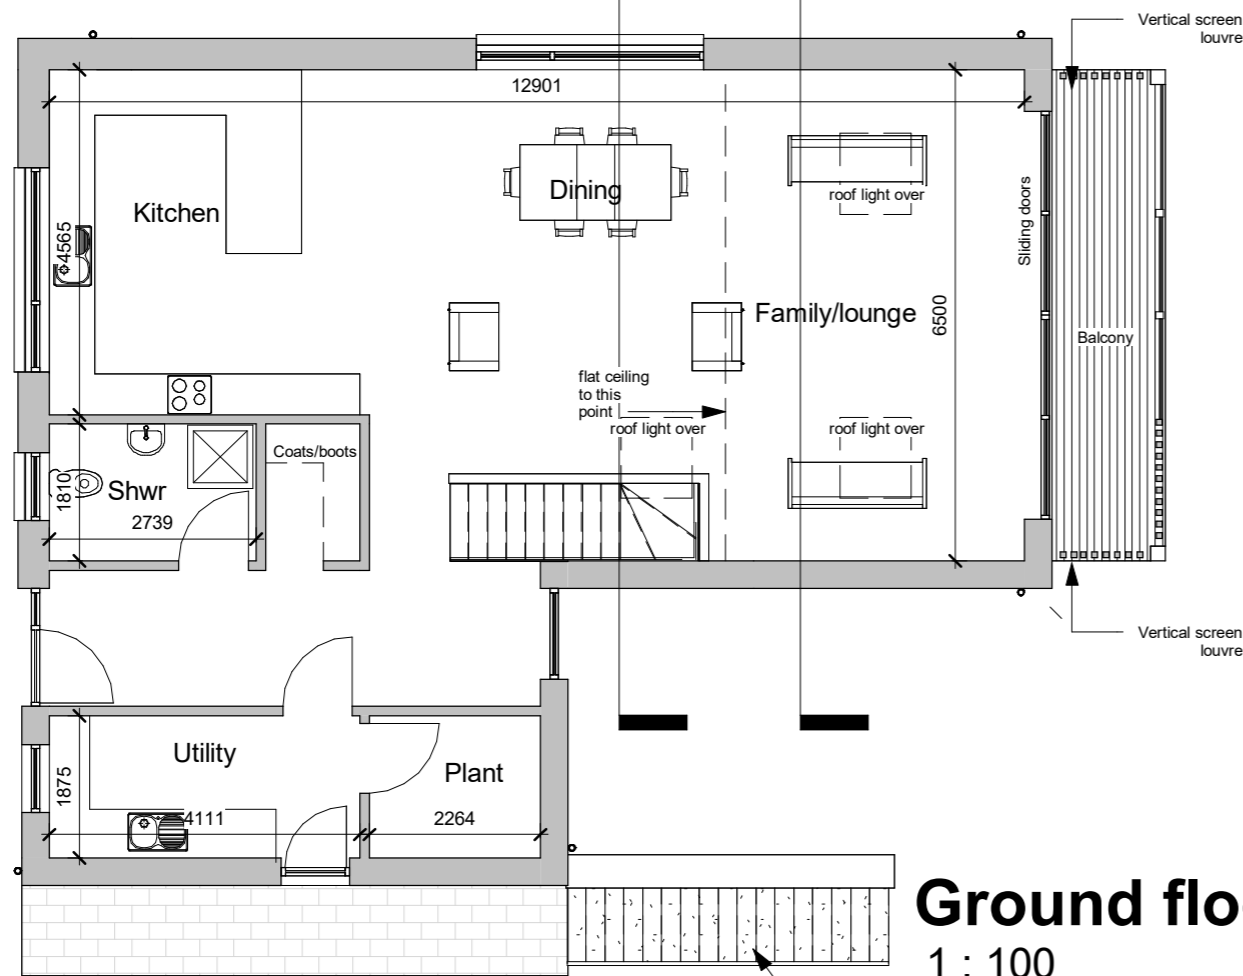 Vertical screen
louvre
12901
Kitchen
Dining
roof light over
Sliding doors
4565
Family/lounge
6500
Balcony
flat ceiling
to this
point
roof light over
roof light over
Coats/boots
1810
Shwr
2739
Vertical screen
louvre
Utility
Plant
1875
4111
2264
Ground flo
1 : 100